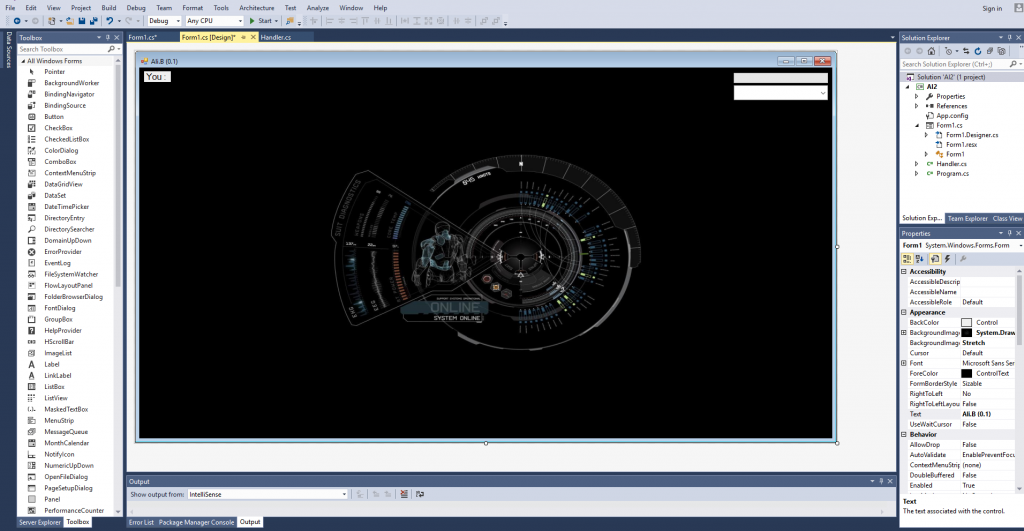 File Edit View Project Build Debug Team Format Tools Architecture Test Analyze Window Help
Sign in
Debug Any CPU Start
Data Sources
Toolbox
Search Toolbox
All Windows Forms
Pointer
BackgroundWorker
BindingNavigator
BindingSource
Button
CheckBox
CheckedListBox
ColorDialog
ComboBox
ContextMenuStrip
DataGridView
DataSet
DateTimePicker
DirectoryEntry
DirectorySearcher
DomainUpDown
ErrorProvider
EventLog
FileSystemWatcher
FlowLayoutPanel
FolderBrowserDialog
FontDialog
GroupBox
HelpProvider
HScrollBar
ImageList
Label
LinkLabel
ListBox
ListView
MaskedTextBox
MenuStrip
MessageQueue
MonthCalendar
NotifyIcon
NumericUpDown
OpenFileDialog
PageSetupDialog
Panel
PerformanceCounter
Server Explorer Toolbox
Form1.cs* Form1.cs [Design]* Handler.cs
Ali.B (0.1)
You :
SUIT DIAGNOSTICS
ONLINE
SYSTEM ONLINE
Output
Show output from: IntelliSense
Error List Package Manager Console Output
Solution Explorer
Search Solution Explorer (Ctrl+;)
Solution 'AI2' (1 project)
AI2
Properties
References
App.config
Form1.cs
Form1.Designer.cs
Form1.resx
Form1
Handler.cs
Program.cs
Solution Exp... Team Explorer Class View
Properties
Form1 System.Windows.Forms.Form
Accessibility
AccessibleDescrip
AccessibleName
AccessibleRole Default
Appearance
BackColor Control
BackgroundImag System.Draw
BackgroundImag Stretch
Cursor Default
Font Microsoft Sans Ser
ForeColor ControlText
FormBorderStyle Sizable
RightToLeft No
RightToLeftLayou False
Text Ali.B (0.1)
UseWaitCursor False
Behavior
AllowDrop False
AutoValidate EnablePreventFocu
ContextMenuStrip (none)
DoubleBuffered False
Enabled True
Text
The text associated with the control.